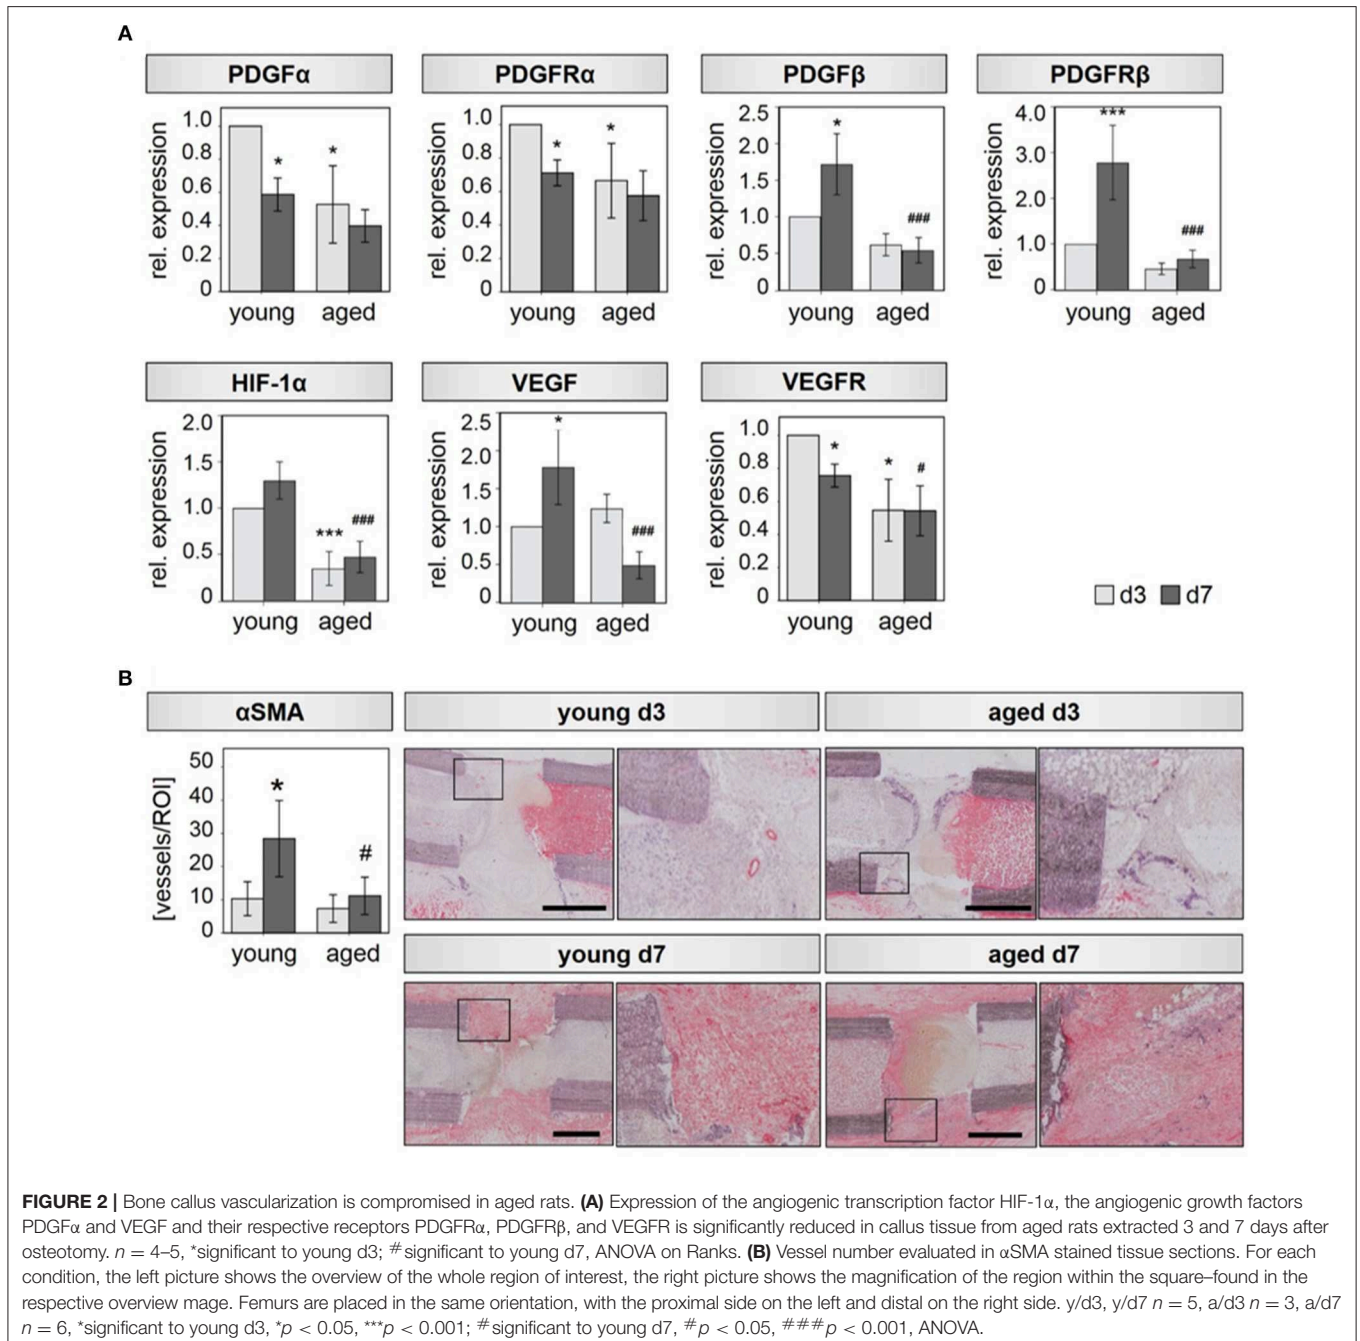 A
PDGFα
PDGFRα
PDGFβ
PDGFRβ
rel. expression
1.0
0.8
0.6
0.4
0.2
0
*
*
young aged
rel. expression
1.0
0.8
0.6
0.4
0.2
0
*
*
young aged
rel. expression
2.5
2.0
1.5
1.0
0.5
0
*
###
young aged
rel. expression
4.0
3.0
2.0
1.0
0
***
###
young aged
HIF-1α
VEGF
VEGFR
rel. expression
2.0
1.5
1.0
0.5
0
***
###
young aged
rel. expression
2.5
2.0
1.5
1.0
0.5
0
*
###
young aged
rel. expression
1.0
0.8
0.6
0.4
0.2
0
*
*
#
young aged
d3 d7
B
αSMA
young d3
aged d3
[vessels/ROI]
50
40
30
20
10
0
*
#
young aged
young d7
aged d7
FIGURE 2 | Bone callus vascularization is compromised in aged rats. (A) Expression of the angiogenic transcription factor HIF-1α, the angiogenic growth factors
PDGFα and VEGF and their respective receptors PDGFRα, PDGFRβ, and VEGFR is significantly reduced in callus tissue from aged rats extracted 3 and 7 days after
osteotomy. n = 4–5, *significant to young d3; #significant to young d7, ANOVA on Ranks. (B) Vessel number evaluated in αSMA stained tissue sections. For each
condition, the left picture shows the overview of the whole region of interest, the right picture shows the magnification of the region within the square–found in the
respective overview mage. Femurs are placed in the same orientation, with the proximal side on the left and distal on the right side. y/d3, y/d7 n = 5, a/d3 n = 3, a/d7
n = 6, *significant to young d3, *p < 0.05, ***p < 0.001; #significant to young d7, #p < 0.05, ###p < 0.001, ANOVA.